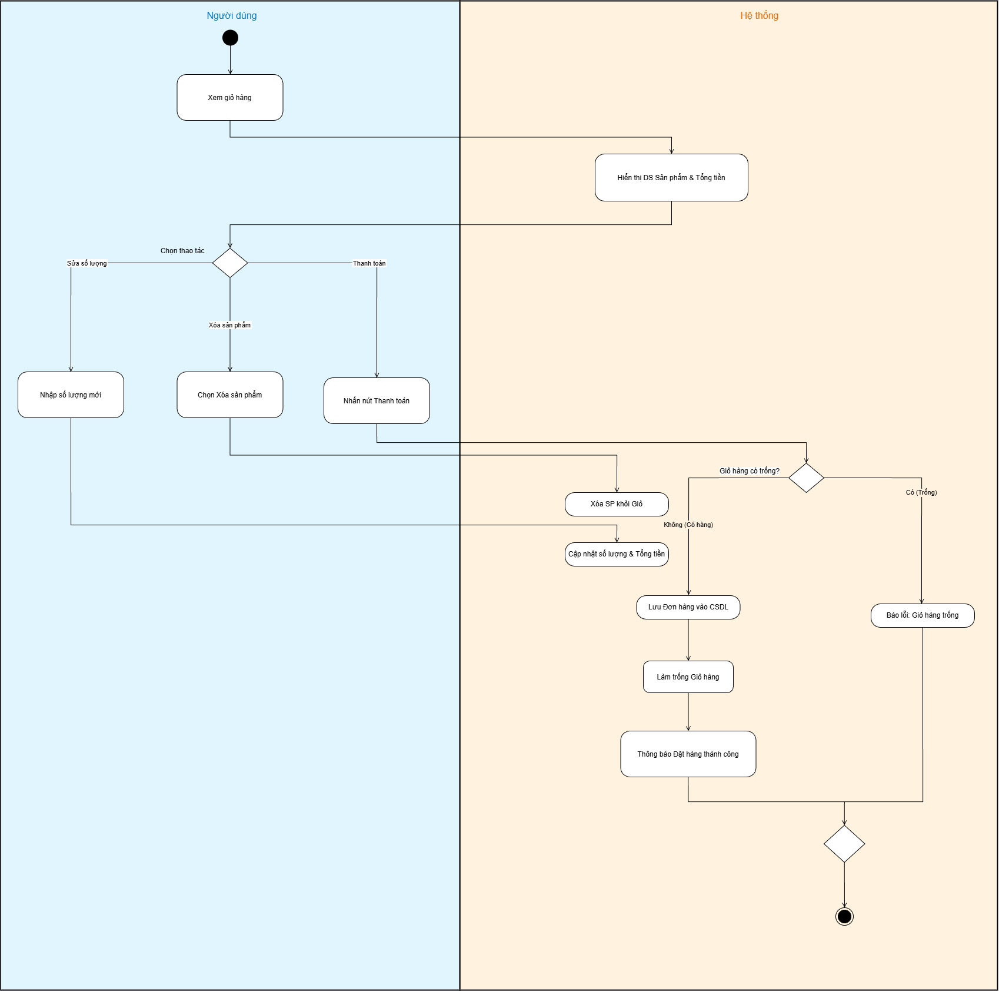 Người dùng
Hệ thống
Xem giỏ hàng
Hiển thị DS Sản phẩm & Tổng tiền
Chọn thao tác
Sửa số lượng
Thanh toán
Xóa sản phẩm
Nhập số lượng mới
Chọn Xóa sản phẩm
Nhấn nút Thanh toán
Giỏ hàng có trống?
Có (Trống)
Xóa SP khỏi Giỏ
Không (Có hàng)
Cập nhật số lượng & Tổng tiền
Lưu Đơn hàng vào CSDL
Báo lỗi: Giỏ hàng trống
Làm trống Giỏ hàng
Thông báo Đặt hàng thành công